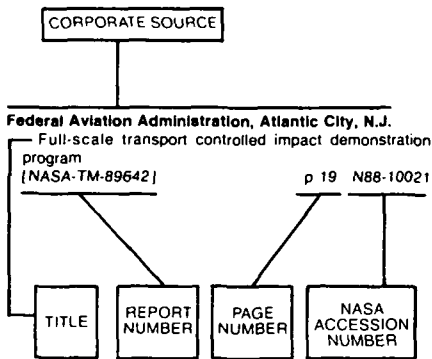 CORPORATE SOURCE
Federal Aviation Administration, Atlantic City, N.J.
Full-scale transport controlled impact demonstration
program
[NASA-TM-89642] p 19 N88-10021
TITLE
REPORT
NUMBER
PAGE
NUMBER
NASA
ACCESSION
NUMBER